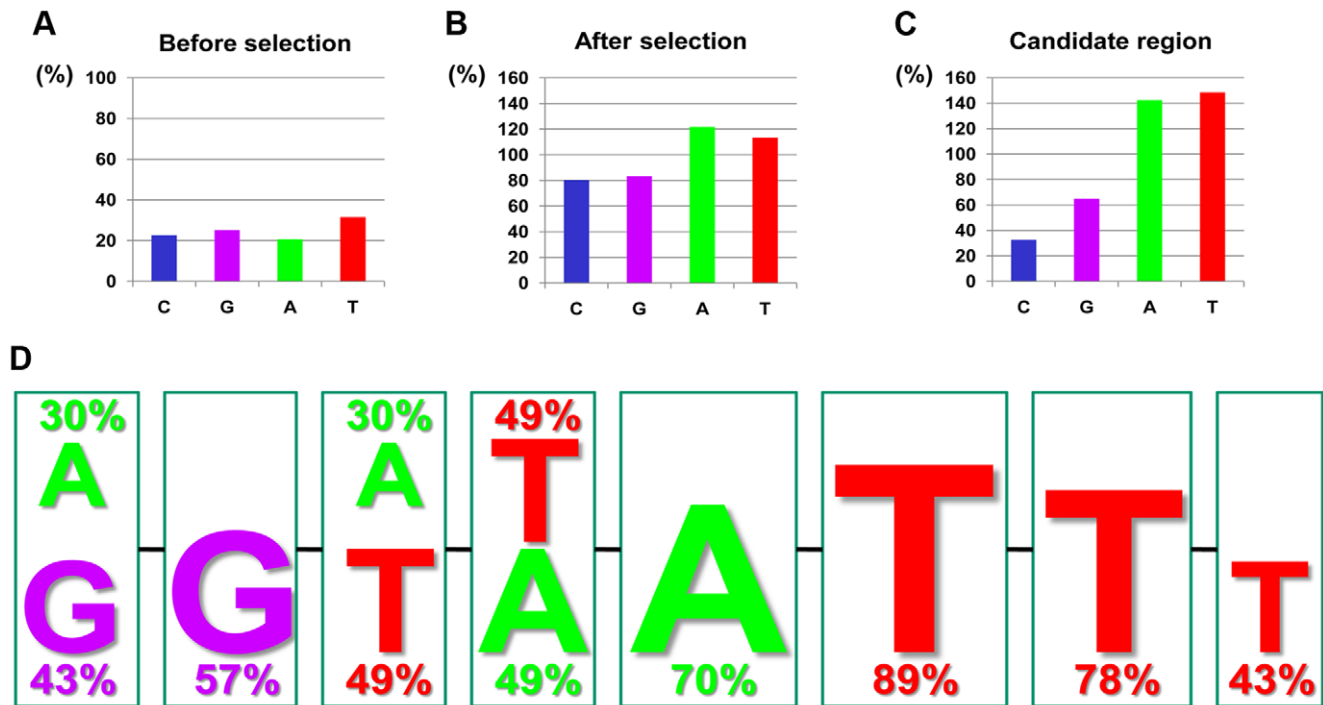 A
Before selection
(%)
100
80
60
40
20
0
C G A T
B
After selection
(%)
160
140
120
100
80
60
40
20
0
C G A T
C
Candidate region
(%)
160
140
120
100
80
60
40
20
0
C G A T
D
30%
A
G
43%
G
57%
30%
A
T
49%
49%
T
A
49%
A
70%
T
89%
T
78%
T
43%